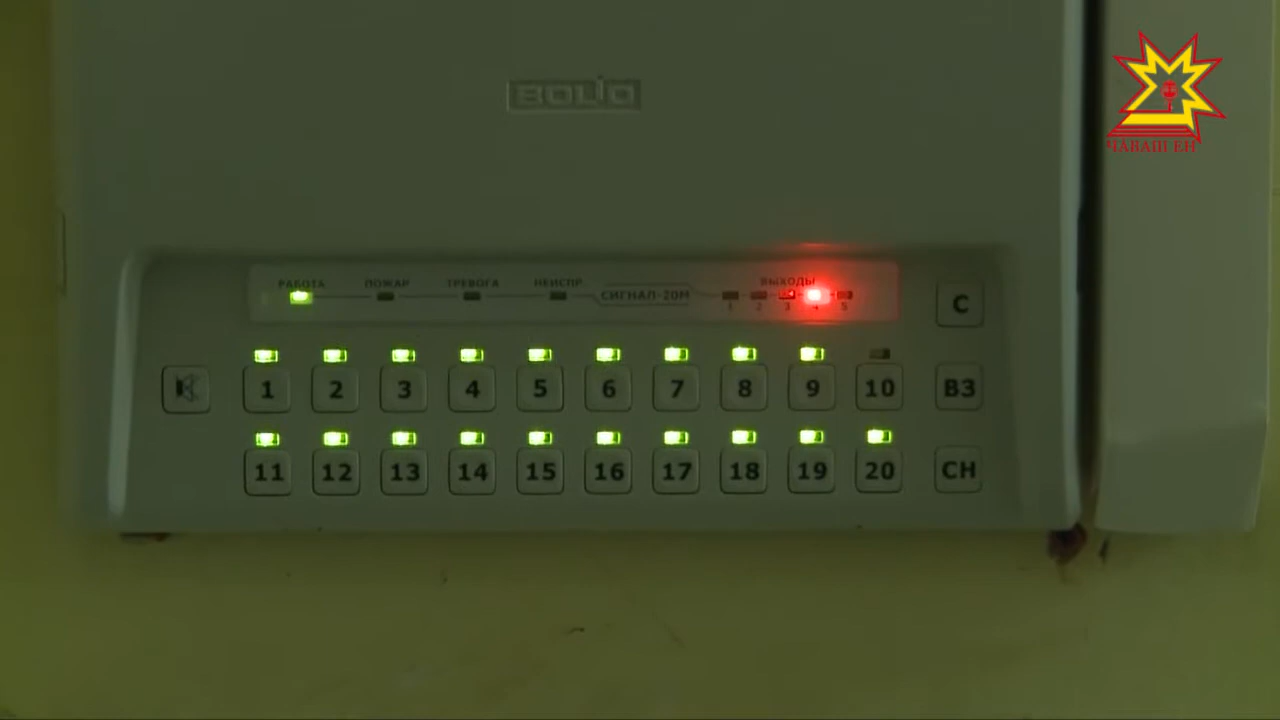 BOLID
ЧӐВАШ ЕН
РАБОТА ПОЖАР ТРЕВОГА НЕИСПР. СИГНАЛ-20М ВЫХОДЫ
1 2 3 4 5
С
1 2 3 4 5 6 7 8 9 10 ВЗ
11 12 13 14 15 16 17 18 19 20 СН